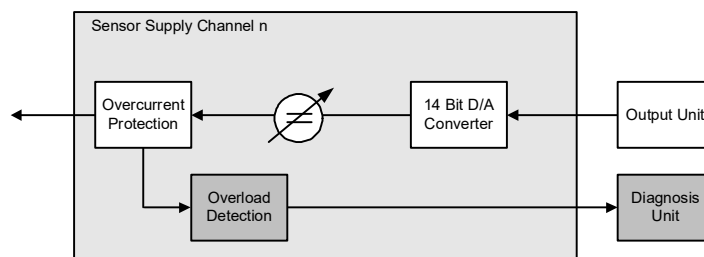 Sensor Supply Channel n
Overcurrent
Protection
14 Bit D/A
Converter
Output Unit
Overload
Detection
Diagnosis
Unit